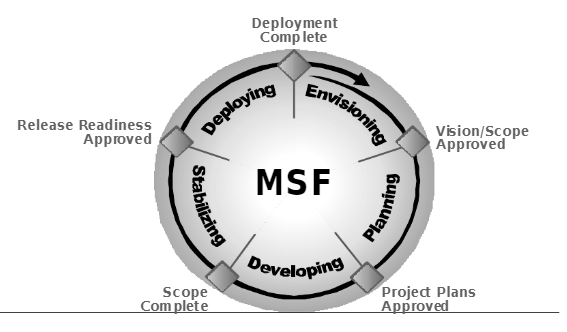 Deployment
Complete
Deploying
Envisioning
Release Readiness
Approved
Vision/Scope
Approved
MSF
Stabilizing
Planning
Developing
Scope
Complete
Project Plans
Approved